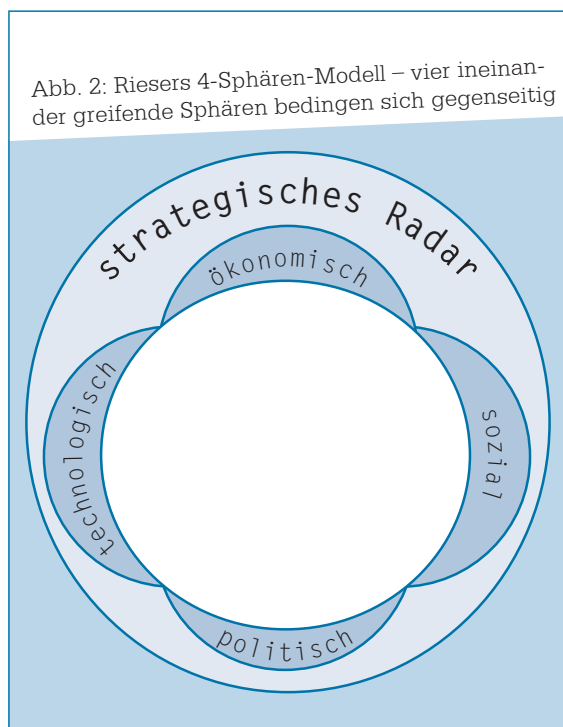 Abb. 2: Riesers 4-Sphären-Modell – vier ineinan-
der greifende Sphären bedingen sich gegenseitig
strategisches Radar
ökonomisch
technologisch
sozial
politisch